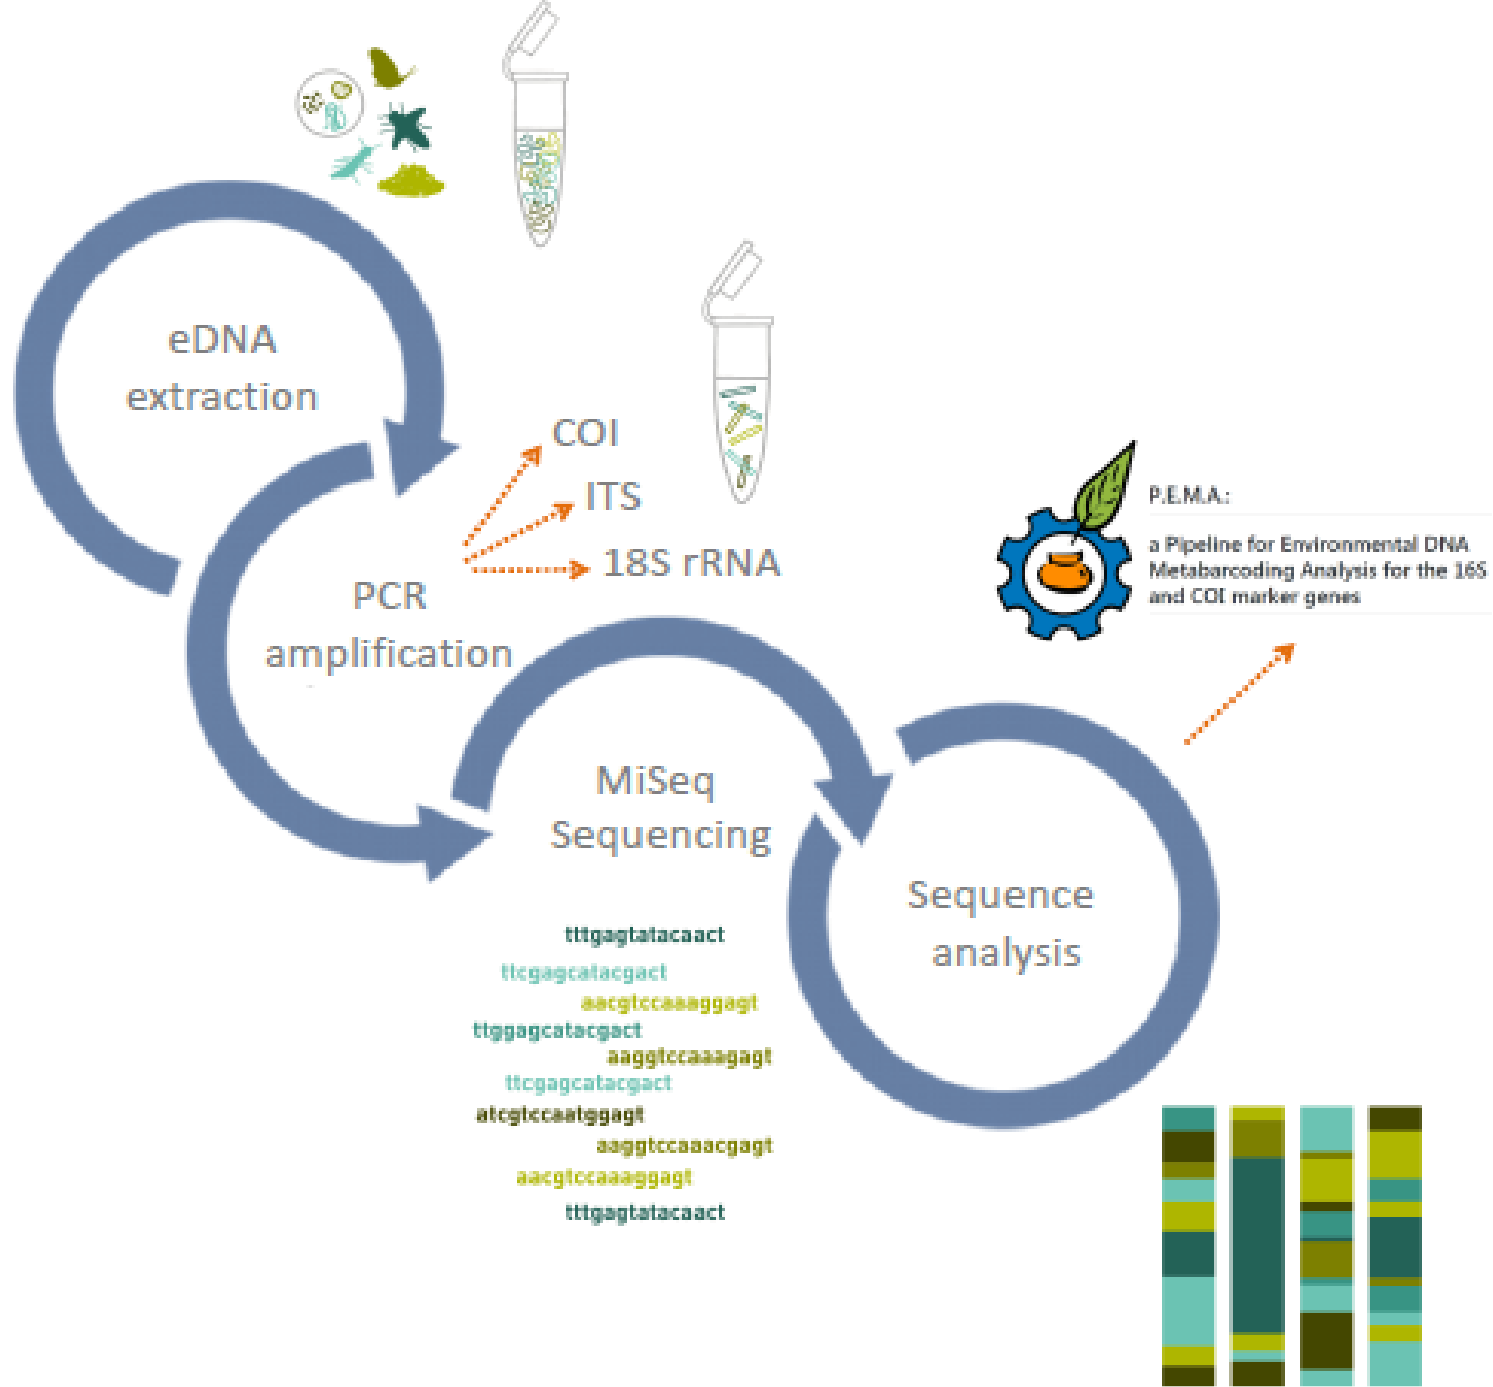 eDNA
extraction
COI
ITS
18S rRNA
PCR
amplification
P.E.M.A.:
a Pipeline for Environmental DNA
Metabarcoding Analysis for the 16S
and COI marker genes
MiSeq
Sequencing
Sequence
analysis
tttgagtatacaact
ttcgagcatacgact
aacgtccaaaggagt
ttggagcatacgact
aaggtccaaagagt
ttcgagcatacgact
atcgtccaatggagt
aaggtccaaacgagt
aacgtccaaaggagt
tttgagtatacaact